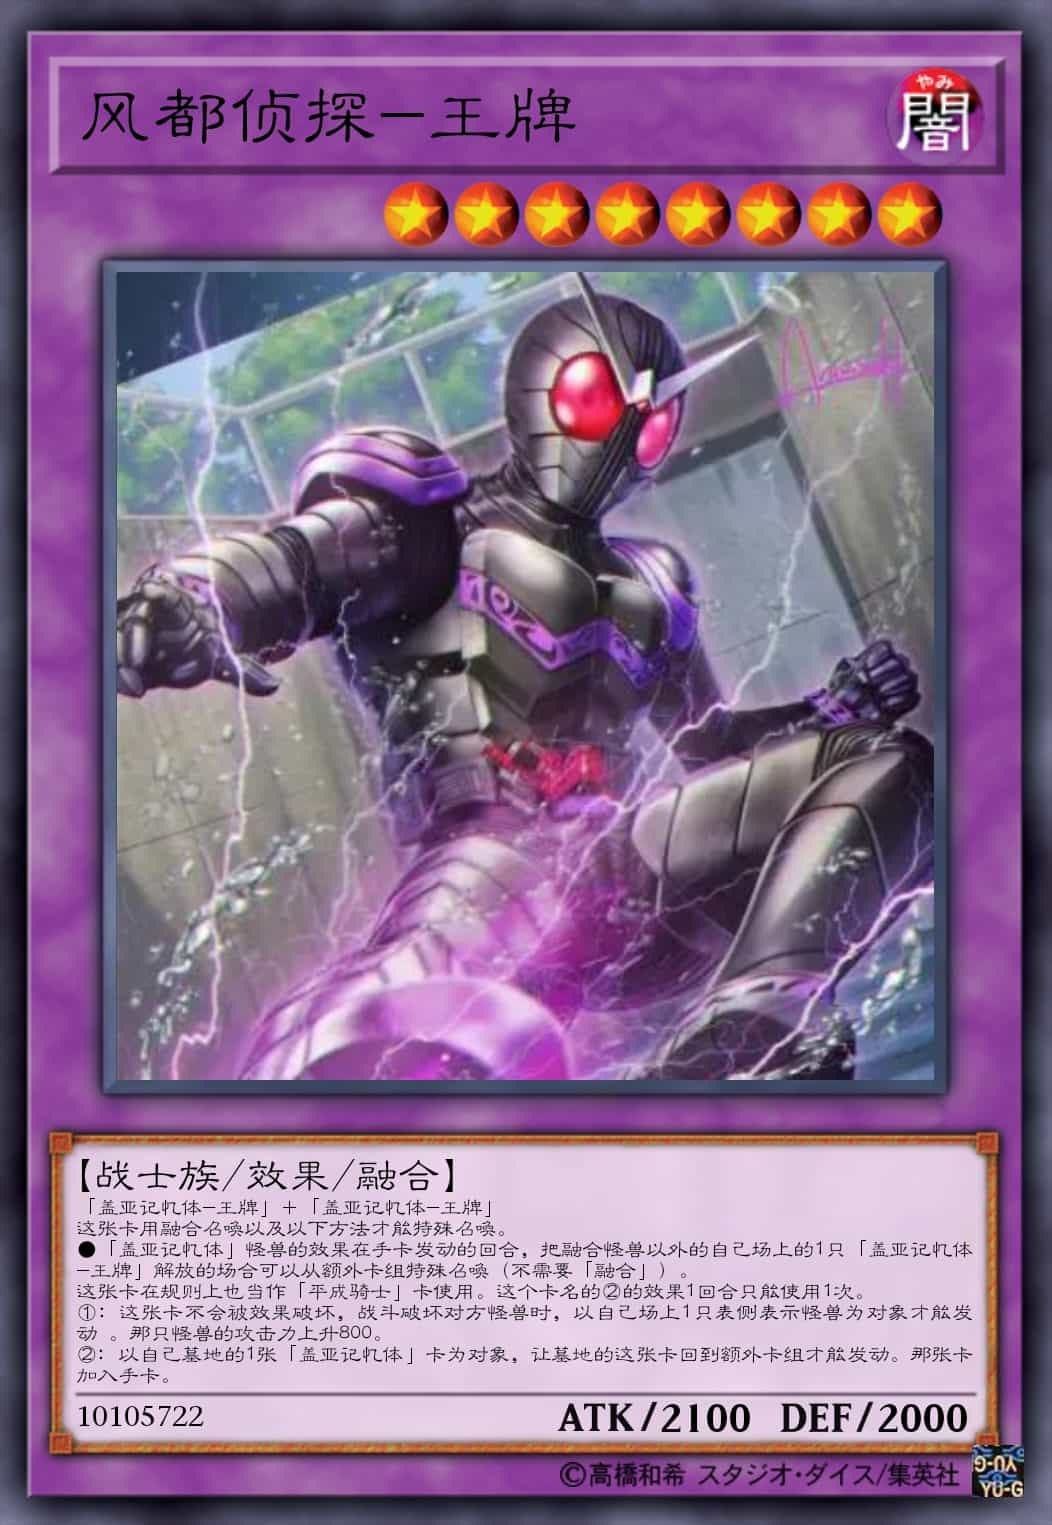 风都侦探-王牌
やみ
闇
【战士族/效果/融合】
「盖亚记忆体-王牌」+「盖亚记忆体-王牌」
这张卡用融合召唤以及以下方法才能特殊召唤。
●「盖亚记忆体」怪兽的效果在手卡发动的回合，把融合怪兽以外的自己场上的1只「盖亚记忆体
-王牌」解放的场合可以从额外卡组特殊召唤（不需要「融合」）。
这张卡在规则上也当作「平成骑士」卡使用。这个卡名的②的效果1回合只能使用1次。
①：这张卡不会被效果破坏，战斗破坏对方怪兽时，以自己场上1只表侧表示怪兽为对象才能发
动 。那只怪兽的攻击力上升800。
②：以自己墓地的1张「盖亚记忆体」卡为对象，让墓地的这张卡回到额外卡组才能发动。那张卡
加入手卡。
10105722 ATK/2100 DEF/2000
©高橋和希 スタジオ·ダイス/集英社
YU-G
YU-G